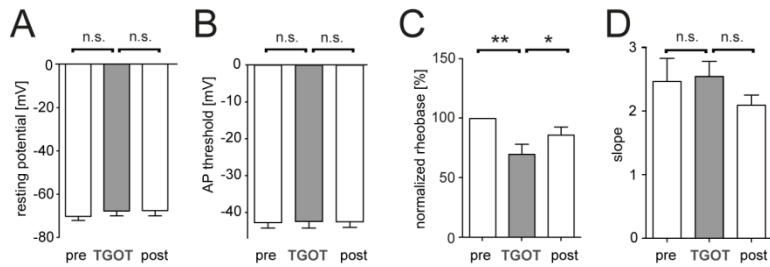 A
n.s. n.s.
resting potential [mV]
0
-20
-40
-60
-80
pre TGOT post
B
n.s. n.s.
AP threshold [mV]
0
-10
-20
-30
-40
pre TGOT post
C
** *
normalized rheobase [%]
150
100
50
0
pre TGOT post
D
n.s. n.s.
slope
3
2
1
0
pre TGOT post